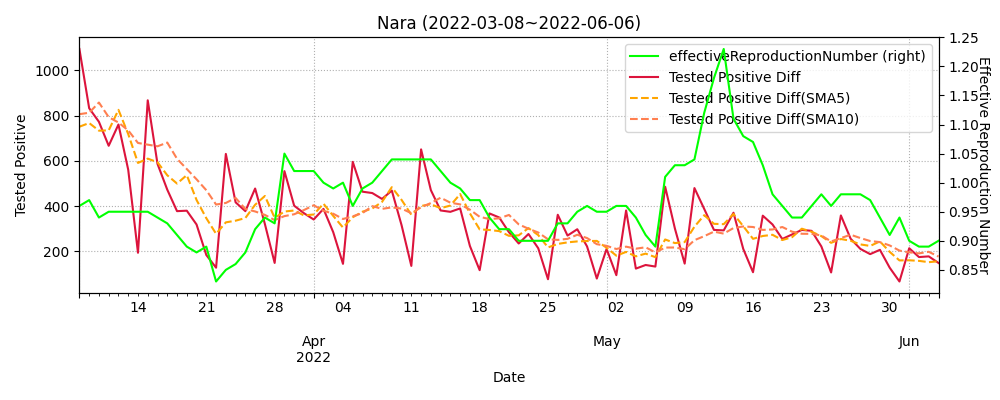 Nara (2022-03-08~2022-06-06)
effectiveReproductionNumber (right)
Tested Positive Diff
Tested Positive Diff(SMA5)
Tested Positive Diff(SMA10)
Tested Positive
1000
800
600
400
200
Effective Reproduction Number
1.25
1.20
1.15
1.10
1.05
1.00
0.95
0.90
0.85
14 21 28 04 11 18 25 02 09 16 23 30
Apr May Jun
2022
Date